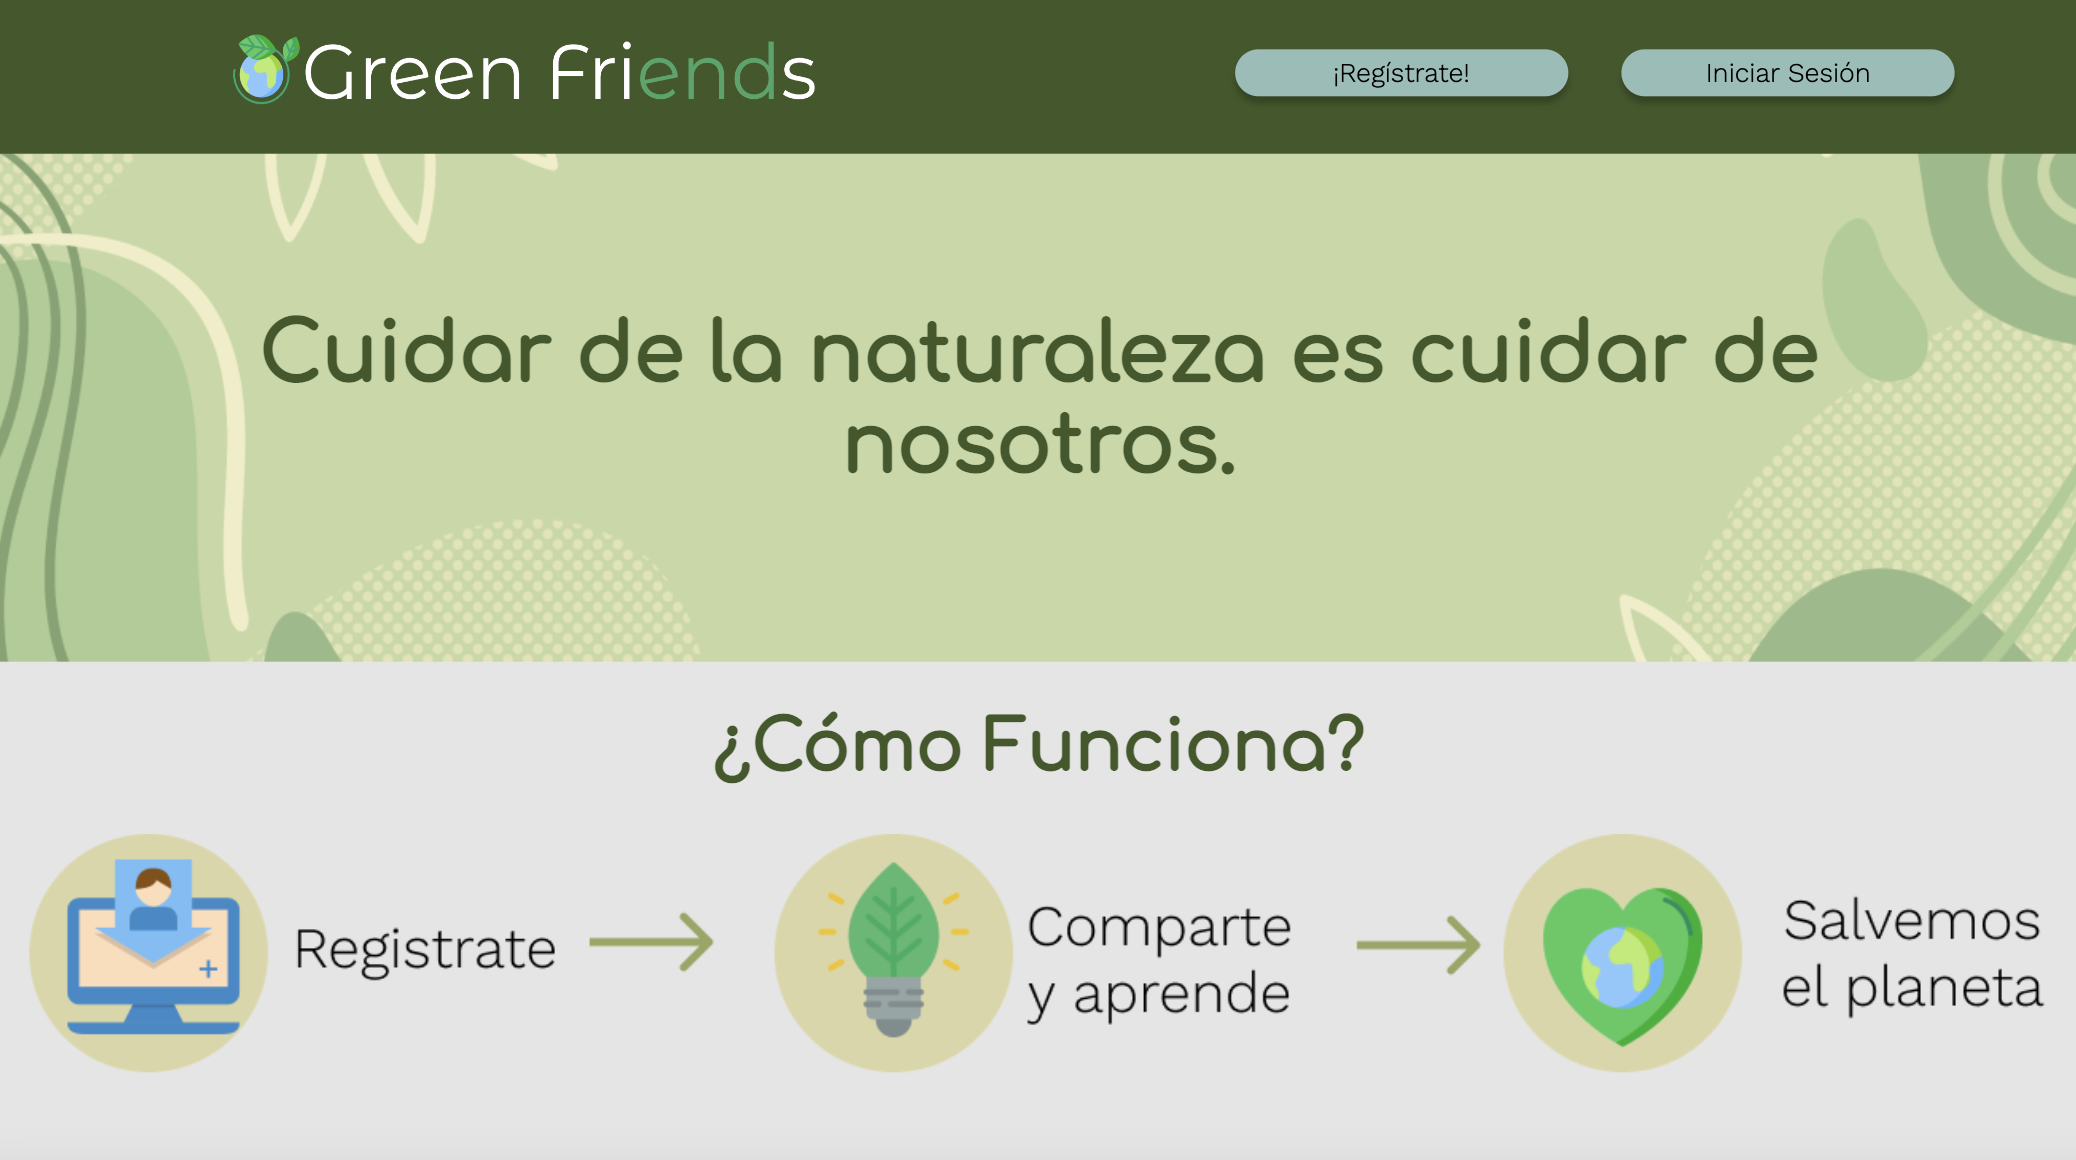 Green Friends
¡Regístrate!
Iniciar Sesión
Cuidar de la naturaleza es cuidar de
nosotros.
¿Cómo Funciona?
Registrate
Comparte
y aprende
Salvemos
el planeta